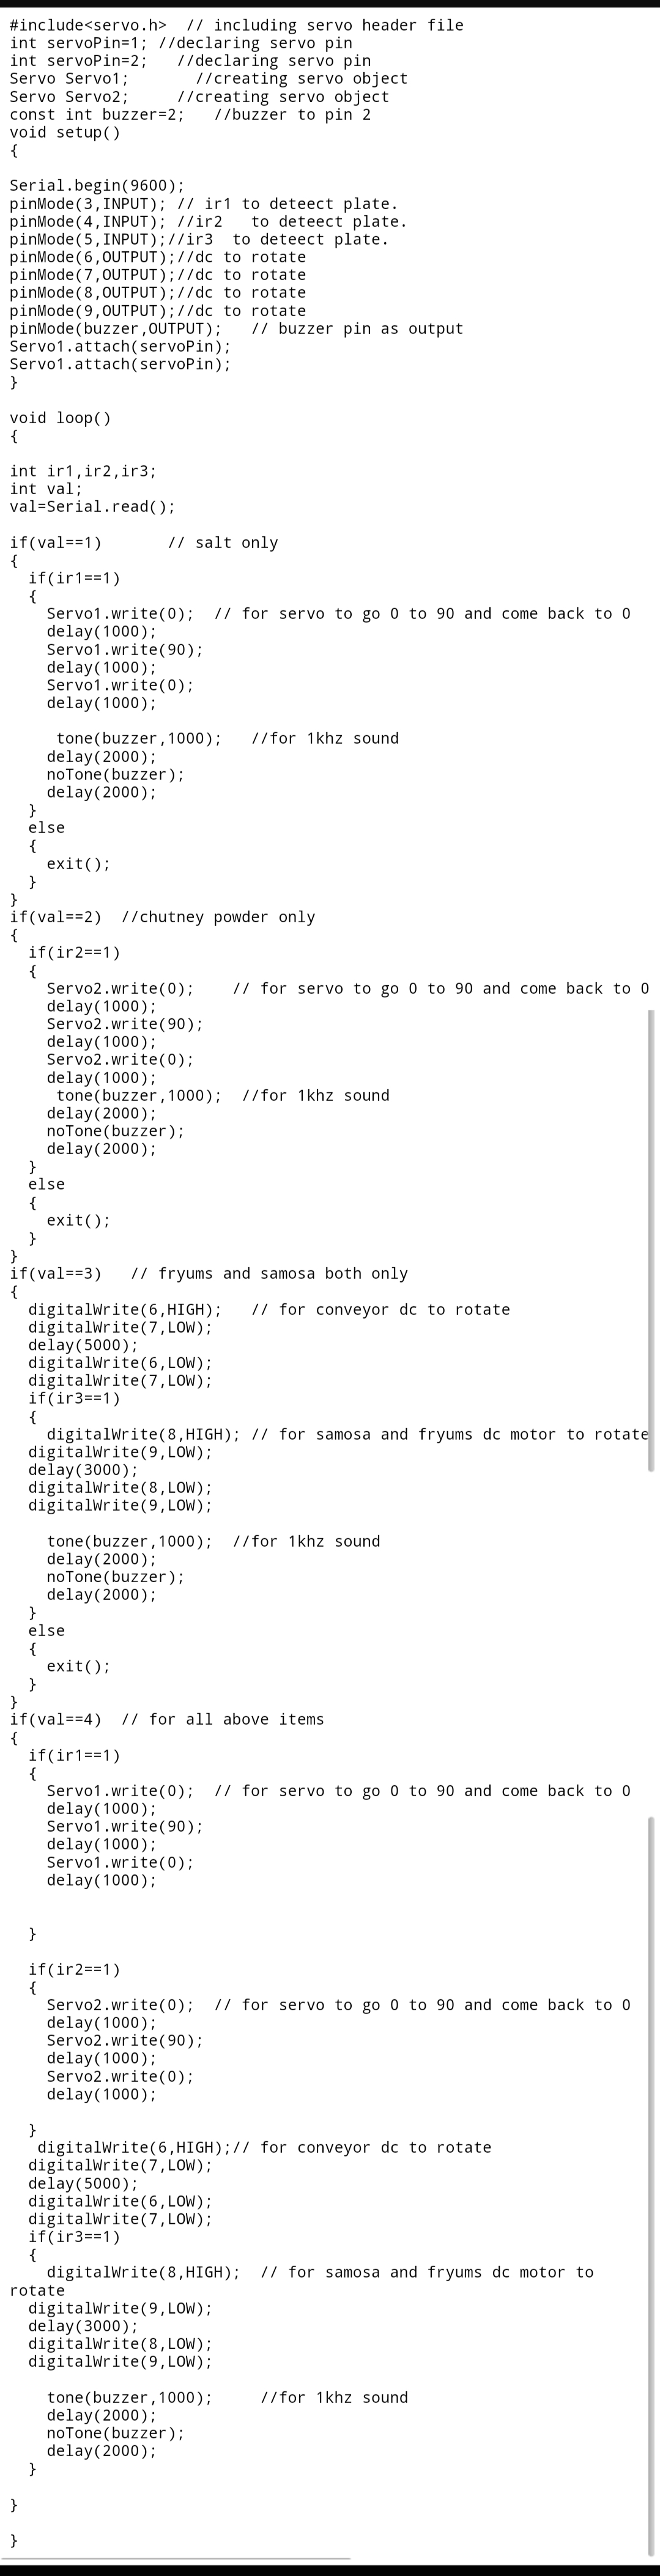 #include<servo.h>  // including servo header file
int servoPin=1; //declaring servo pin
int servoPin=2;   //declaring servo pin
Servo Servo1;       //creating servo object
Servo Servo2;     //creating servo object
const int buzzer=2;   //buzzer to pin 2
void setup()
{

Serial.begin(9600);
pinMode(3,INPUT); // ir1 to deteect plate.
pinMode(4,INPUT); //ir2   to deteect plate.
pinMode(5,INPUT);//ir3  to deteect plate.
pinMode(6,OUTPUT);//dc to rotate
pinMode(7,OUTPUT);//dc to rotate
pinMode(8,OUTPUT);//dc to rotate
pinMode(9,OUTPUT);//dc to rotate
pinMode(buzzer,OUTPUT);   // buzzer pin as output
Servo1.attach(servoPin);
Servo1.attach(servoPin);
}

void loop()
{

int ir1,ir2,ir3;
int val;
val=Serial.read();

if(val==1)       // salt only
{
  if(ir1==1)
  {
    Servo1.write(0);  // for servo to go 0 to 90 and come back to 0
    delay(1000);
    Servo1.write(90);
    delay(1000);
    Servo1.write(0);
    delay(1000);

     tone(buzzer,1000);   //for 1khz sound
    delay(2000);
    noTone(buzzer);
    delay(2000);
  }
  else
  {
    exit();
  }
}
if(val==2)  //chutney powder only
{
  if(ir2==1)
  {
    Servo2.write(0);    // for servo to go 0 to 90 and come back to 0
    delay(1000);
    Servo2.write(90);
    delay(1000);
    Servo2.write(0);
    delay(1000);
     tone(buzzer,1000);  //for 1khz sound
    delay(2000);
    noTone(buzzer);
    delay(2000);
  }
  else
  {
    exit();
  }
}
if(val==3)   // fryums and samosa both only
{
  digitalWrite(6,HIGH);   // for conveyor dc to rotate
  digitalWrite(7,LOW);
  delay(5000);
  digitalWrite(6,LOW);
  digitalWrite(7,LOW);
  if(ir3==1)
  {
    digitalWrite(8,HIGH); // for samosa and fryums dc motor to rotate
  digitalWrite(9,LOW);
  delay(3000);
  digitalWrite(8,LOW);
  digitalWrite(9,LOW);

    tone(buzzer,1000);  //for 1khz sound
    delay(2000);
    noTone(buzzer);
    delay(2000);
  }
  else
  {
    exit();
  }
}
if(val==4)  // for all above items
{
  if(ir1==1)
  {
    Servo1.write(0);  // for servo to go 0 to 90 and come back to 0
    delay(1000);
    Servo1.write(90);
    delay(1000);
    Servo1.write(0);
    delay(1000);


  }

  if(ir2==1)
  {
    Servo2.write(0);  // for servo to go 0 to 90 and come back to 0
    delay(1000);
    Servo2.write(90);
    delay(1000);
    Servo2.write(0);
    delay(1000);

  }
   digitalWrite(6,HIGH);// for conveyor dc to rotate
  digitalWrite(7,LOW);
  delay(5000);
  digitalWrite(6,LOW);
  digitalWrite(7,LOW);
  if(ir3==1)
  {
    digitalWrite(8,HIGH);  // for samosa and fryums dc motor to
rotate
  digitalWrite(9,LOW);
  delay(3000);
  digitalWrite(8,LOW);
  digitalWrite(9,LOW);

    tone(buzzer,1000);     //for 1khz sound
    delay(2000);
    noTone(buzzer);
    delay(2000);
  }

}

}